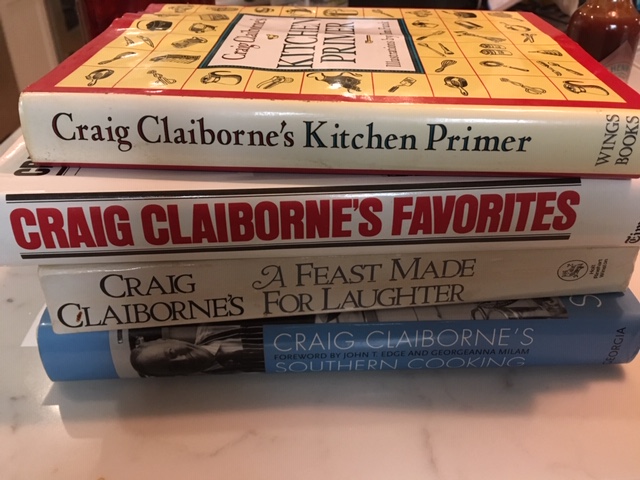 Craig Claiborne's
KITCHEN
PRIMER
Craig Claiborne's Kitchen Primer
WINGS
BOOKS
CRAIG CLAIBORNE'S FAVORITES
CRAIG
CLAIBORNE'S
A FEAST MADE
FOR LAUGHTER
CRAIG CLAIBORNE'S
FOREWORD BY JOHN T. EDGE AND GEORGEANNA MILAM
SOUTHERN COOKING
GEORGIA